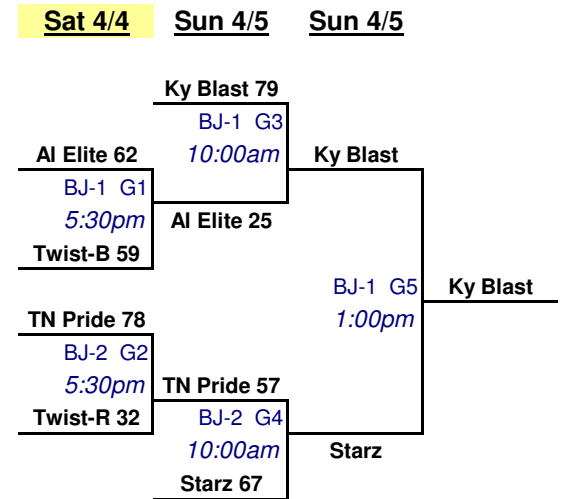 Sat 4/4 Sun 4/5 Sun 4/5
Ky Blast 79
BJ-1 G3
Al Elite 62 10:00am Ky Blast
BJ-1 G1
5:30pm Al Elite 25
Twist-B 59
BJ-1 G5 Ky Blast
TN Pride 78 1:00pm
BJ-2 G2
5:30pm TN Pride 57
Twist-R 32 BJ-2 G4
10:00am Starz
Starz 67